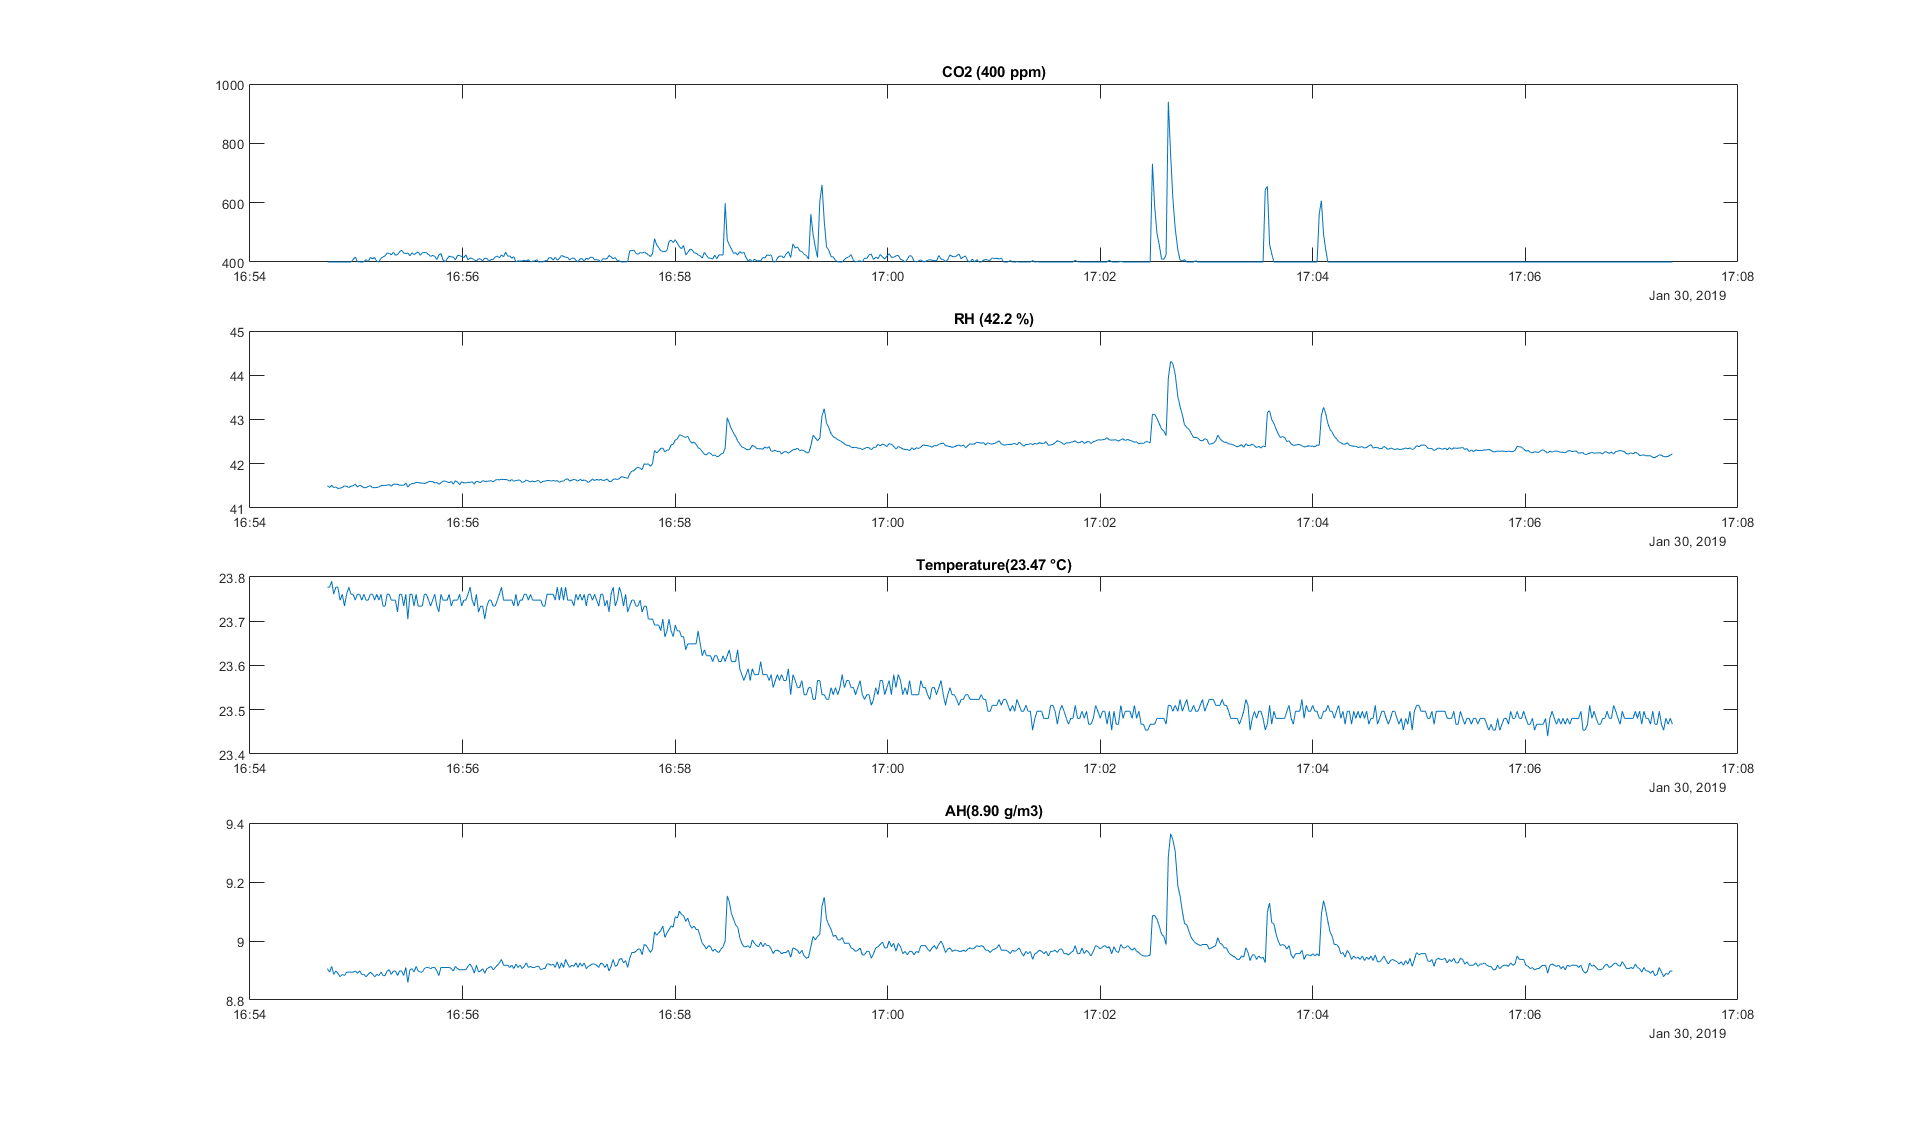 CO2 (400 ppm)
1000
800
600
400
16:54 16:56 16:58 17:00 17:02 17:04 17:06 17:08
Jan 30, 2019
RH (42.2 %)
45
44
43
42
41
16:54 16:56 16:58 17:00 17:02 17:04 17:06 17:08
Jan 30, 2019
Temperature(23.47 °C)
23.8
23.7
23.6
23.5
23.4
16:54 16:56 16:58 17:00 17:02 17:04 17:06 17:08
Jan 30, 2019
AH(8.90 g/m3)
9.4
9.2
9
8.8
16:54 16:56 16:58 17:00 17:02 17:04 17:06 17:08
Jan 30, 2019